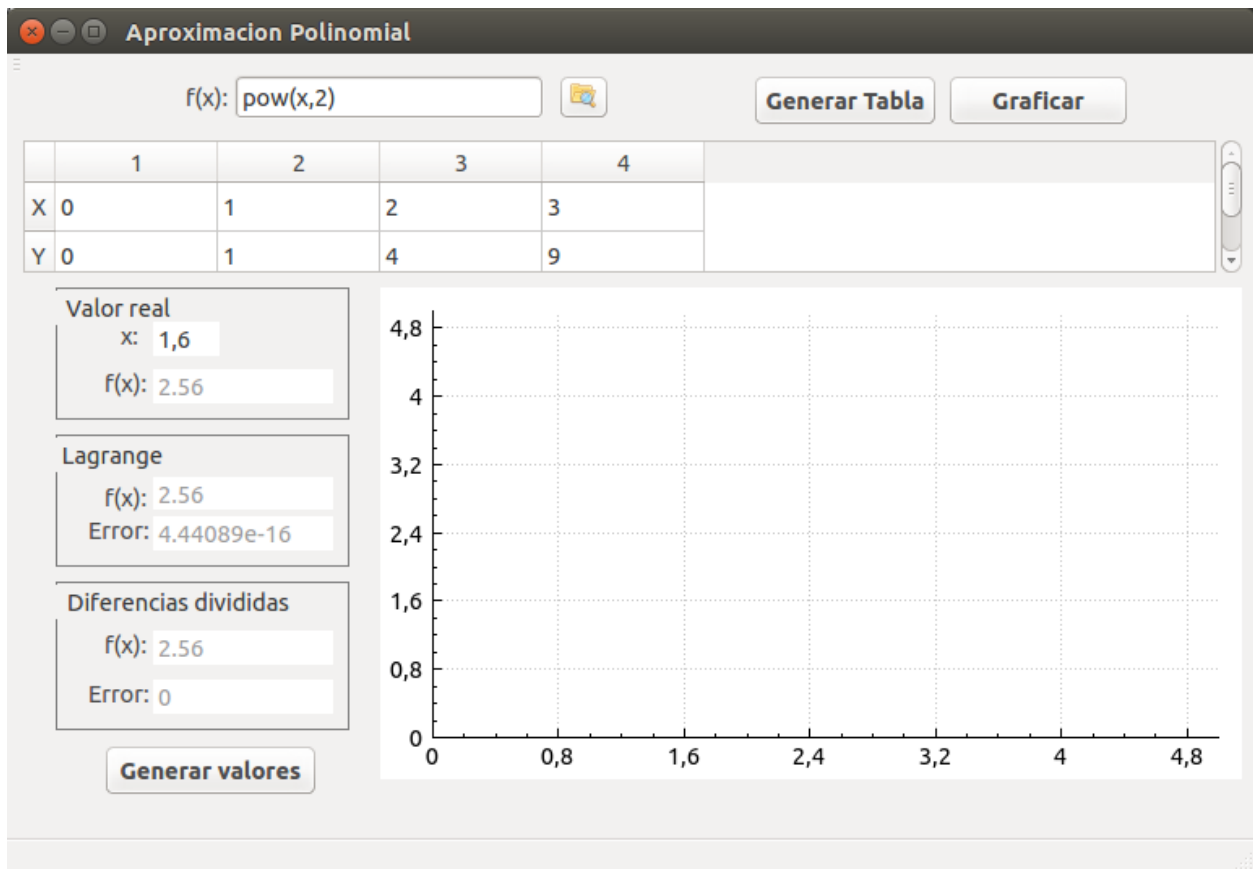 Aproximacion Polinomial
f(x): pow(x,2)
Generar Tabla
Graficar
1 2 3 4
X 0 1 2 3
Y 0 1 4 9
Valor real
x: 1,6
f(x): 2.56
Lagrange
f(x): 2.56
Error: 4.44089e-16
Diferencias divididas
f(x): 2.56
Error: 0
Generar valores
4,8
4
3,2
2,4
1,6
0,8
0
0 0,8 1,6 2,4 3,2 4 4,8